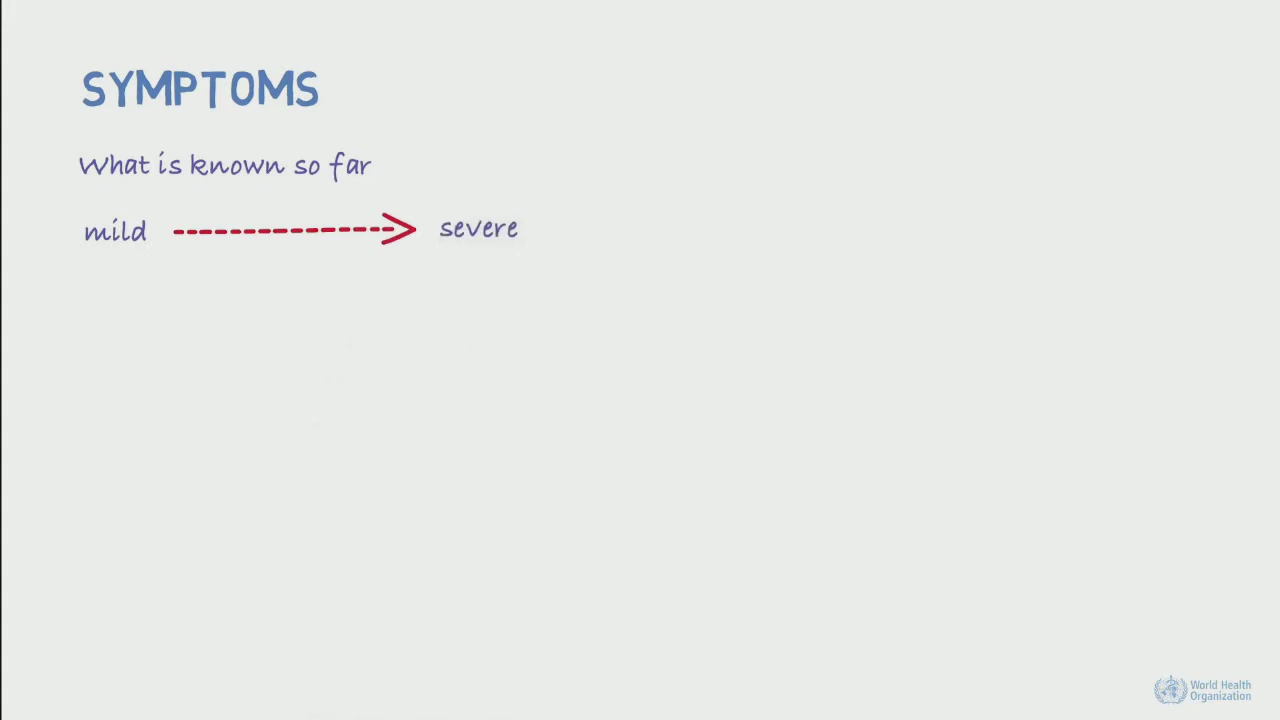 SYMPTOMS
What is known so far
mild severe
World Health
Organization